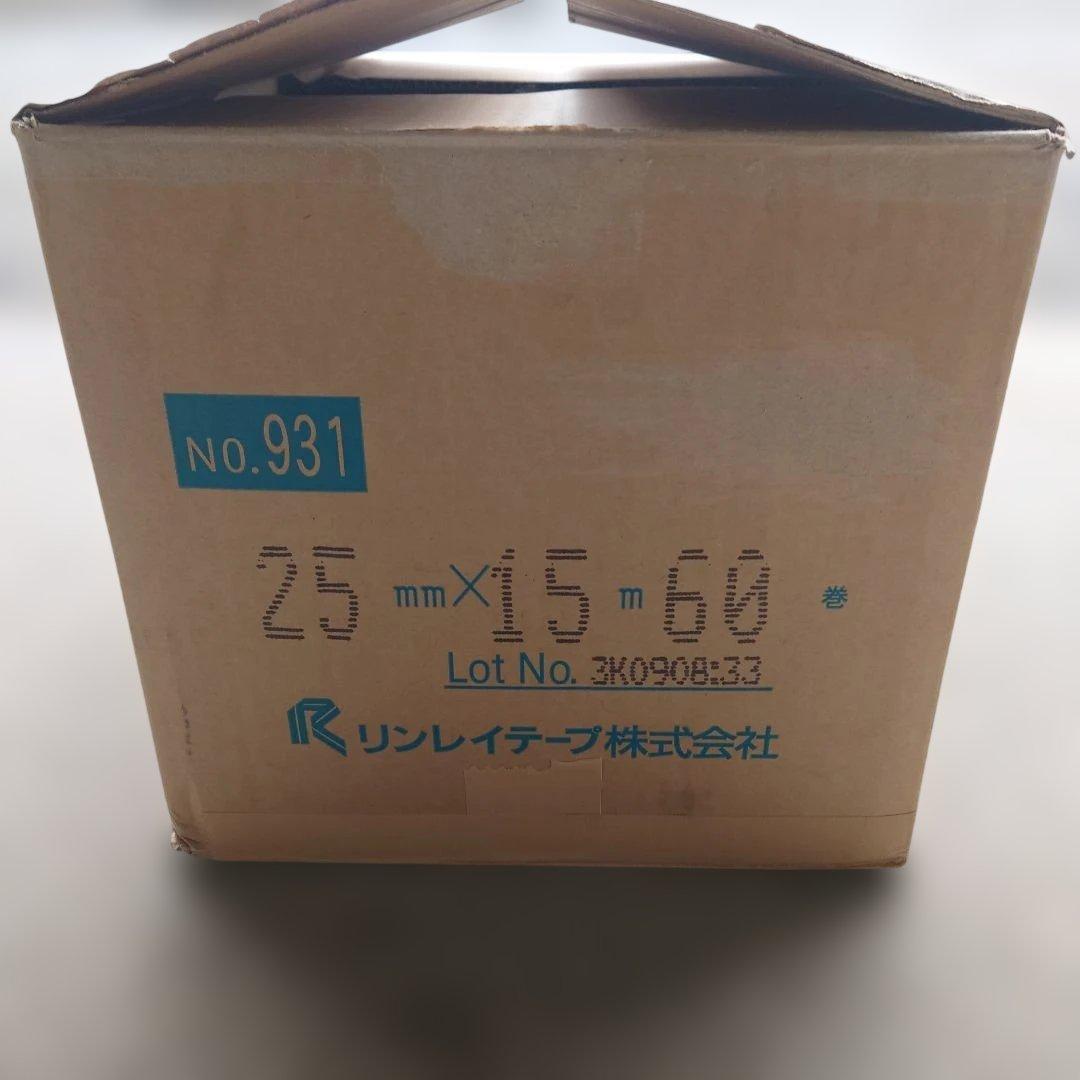 No.931
25 mm×15 m 60 巻
Lot No. 3K0908:33
リンレイテープ株式会社